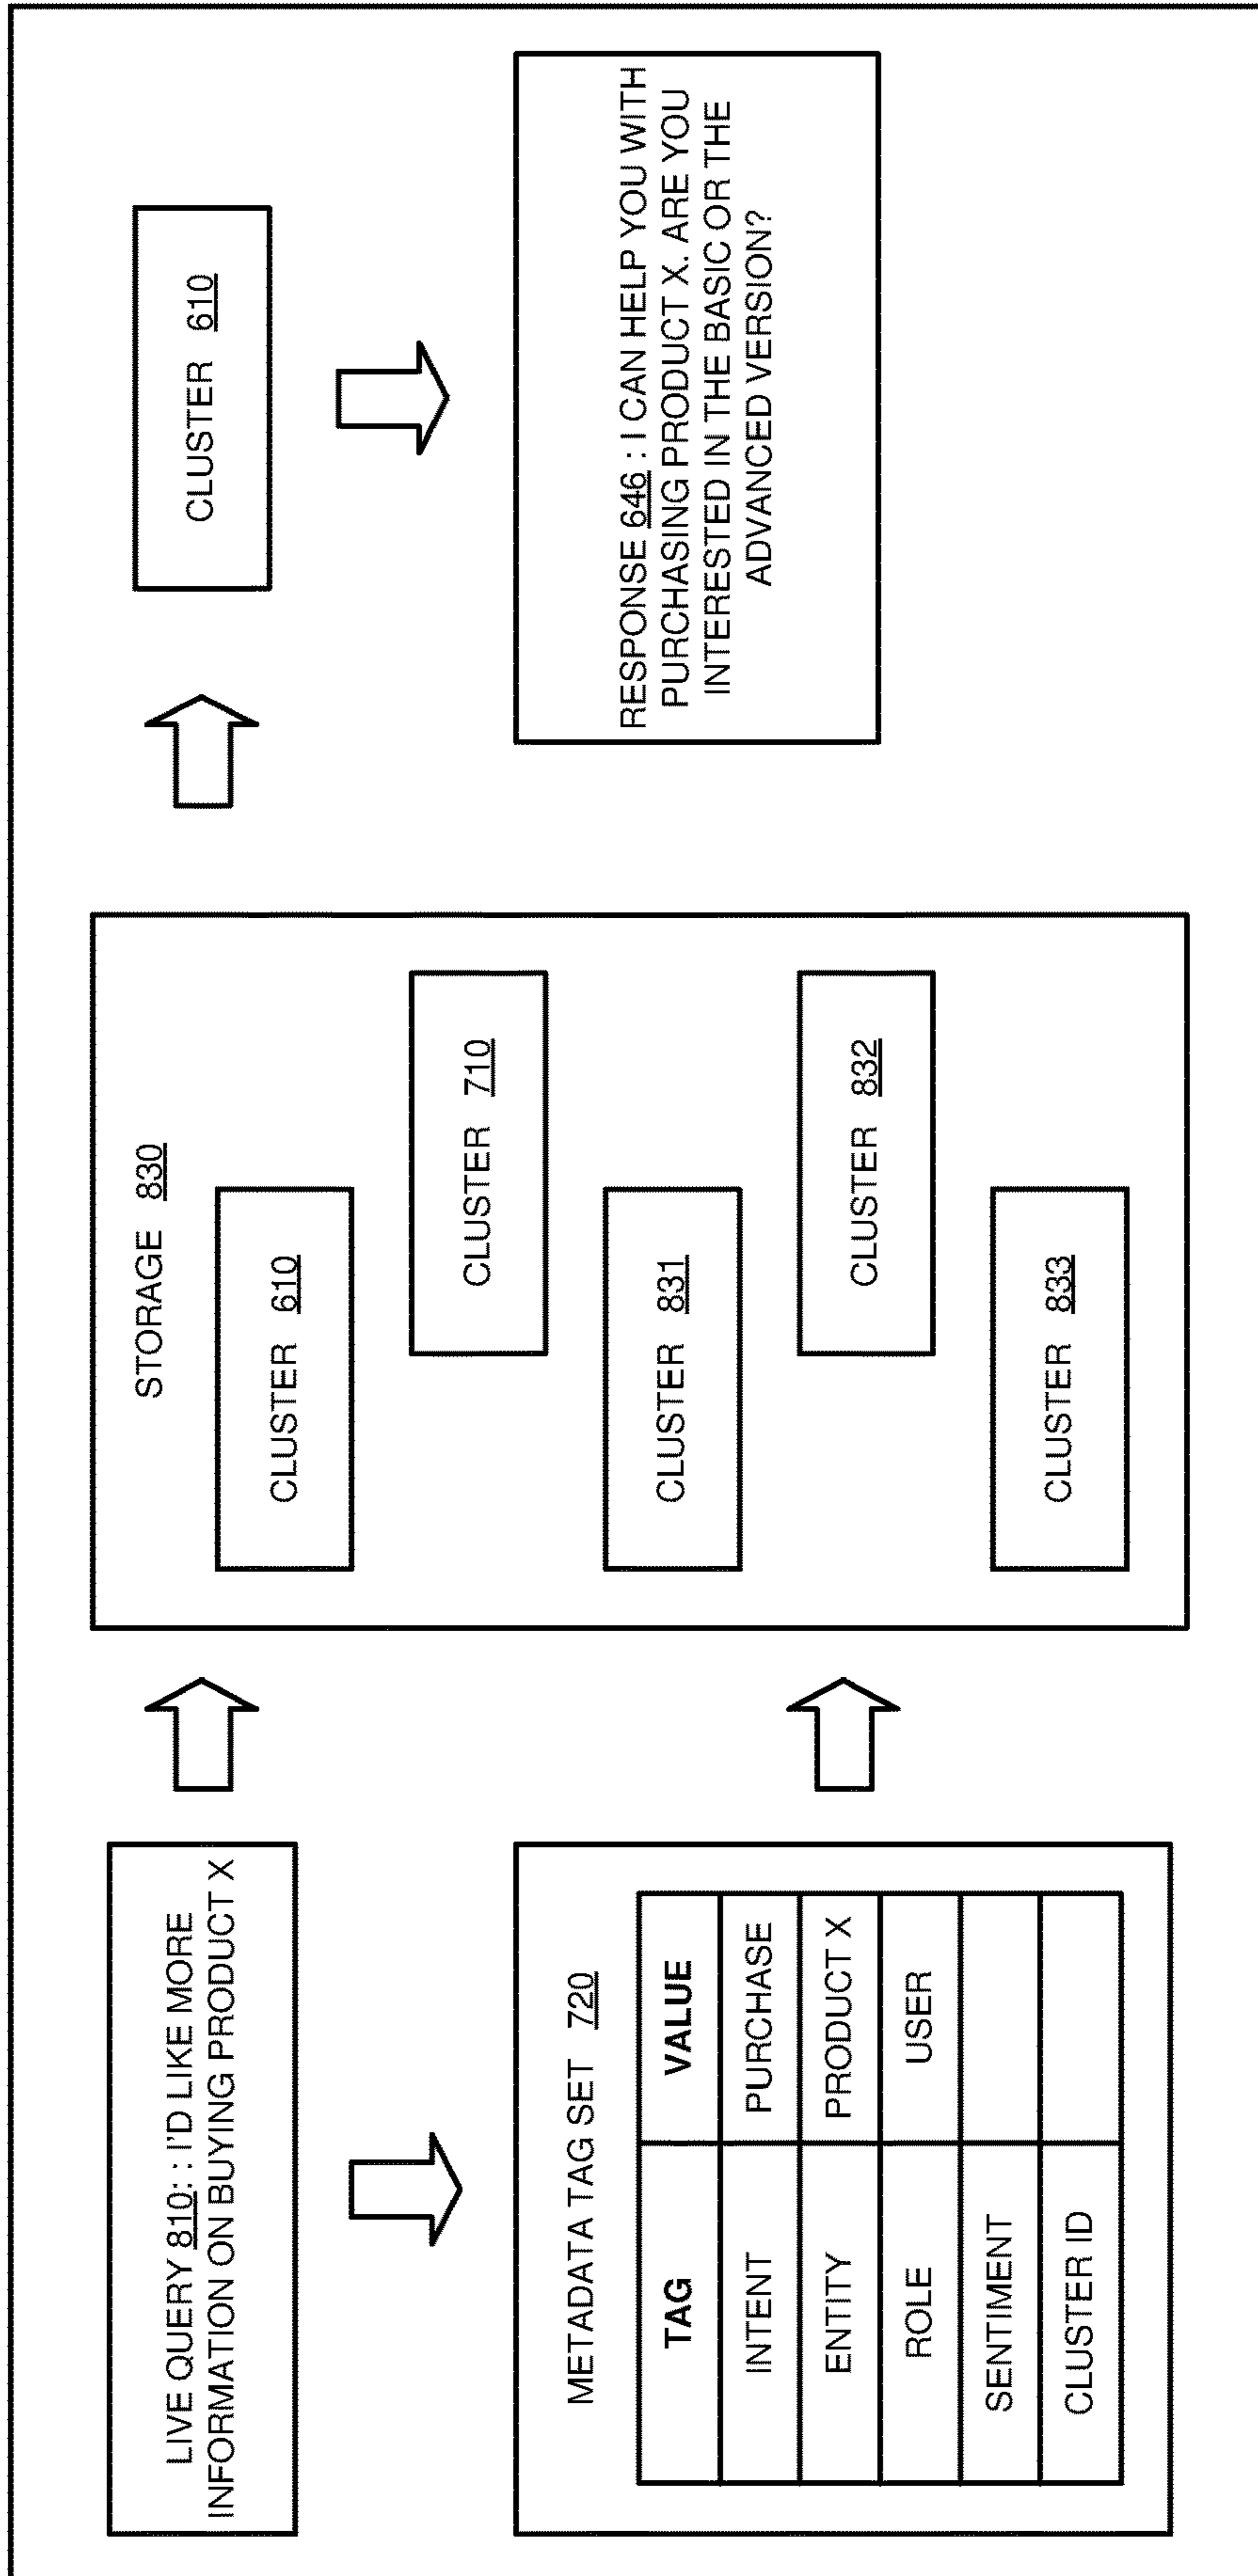 LIVE QUERY 810: : I'D LIKE MORE
INFORMATION ON BUYING PRODUCT X
METADATA TAG SET 720
TAG VALUE
INTENT PURCHASE
ENTITY PRODUCT X
ROLE USER
SENTIMENT
CLUSTER ID
STORAGE 830
CLUSTER 610
CLUSTER 710
CLUSTER 831
CLUSTER 832
CLUSTER 833
CLUSTER 610
RESPONSE 646 : I CAN HELP YOU WITH
PURCHASING PRODUCT X. ARE YOU
INTERESTED IN THE BASIC OR THE
ADVANCED VERSION?